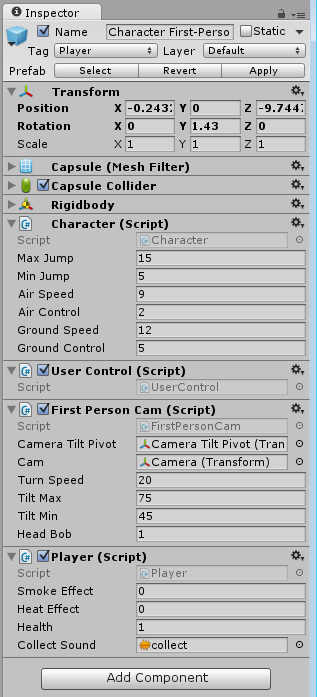 Inspector
Name Character First-Perso Static
Tag Player Layer Default
Prefab Select Revert Apply
Transform
Position X -0.2437 Y 0 Z -9.7447
Rotation X 0 Y 1.43 Z 0
Scale X 1 Y 1 Z 1
Capsule (Mesh Filter)
Capsule Collider
Rigidbody
Character (Script)
Script Character
Max Jump 15
Min Jump 5
Air Speed 9
Air Control 2
Ground Speed 12
Ground Control 5
User Control (Script)
Script UserControl
First Person Cam (Script)
Script FirstPersonCam
Camera Tilt Pivot Camera Tilt Pivot (Tran
Cam Camera (Transform)
Turn Speed 20
Tilt Max 75
Tilt Min 45
Head Bob 1
Player (Script)
Script Player
Smoke Effect 0
Heat Effect 0
Health 1
Collect Sound collect
Add Component